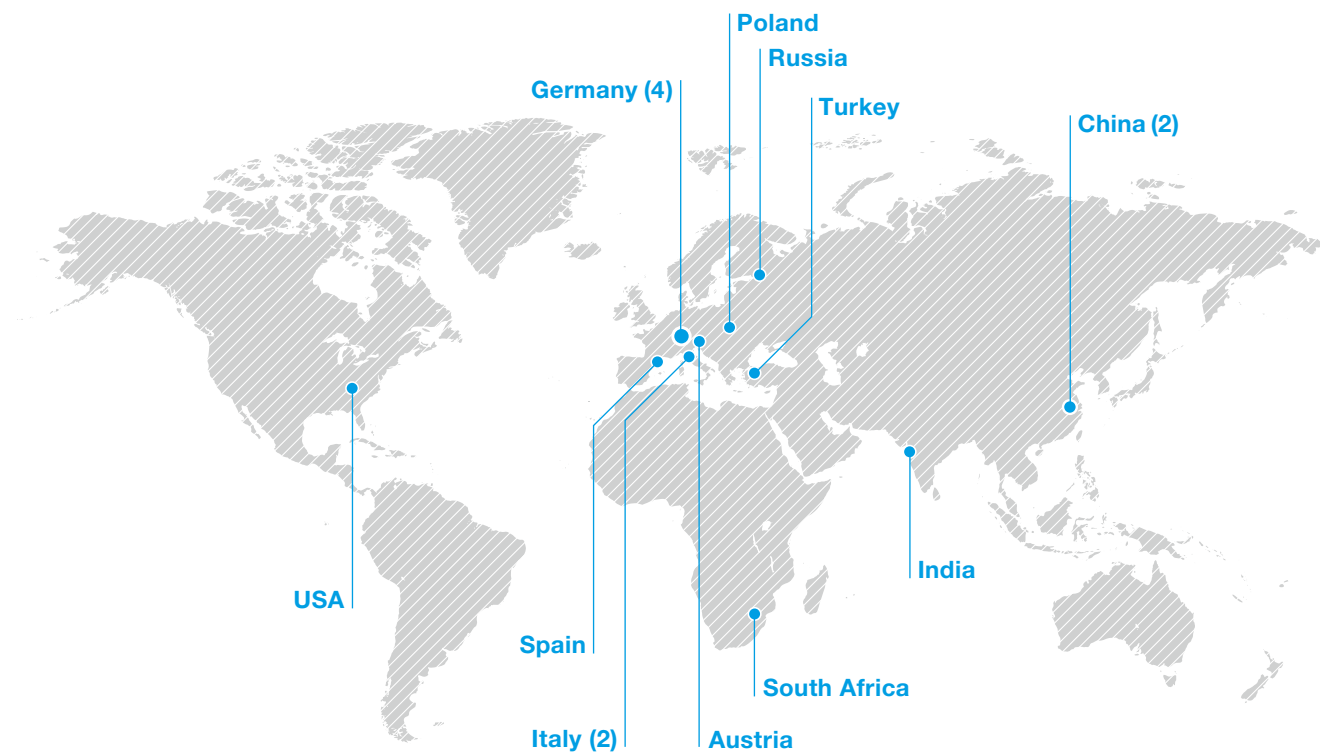 Poland
Russia
Germany (4)
Turkey
China (2)
India
USA
Spain
South Africa
Italy (2)
Austria